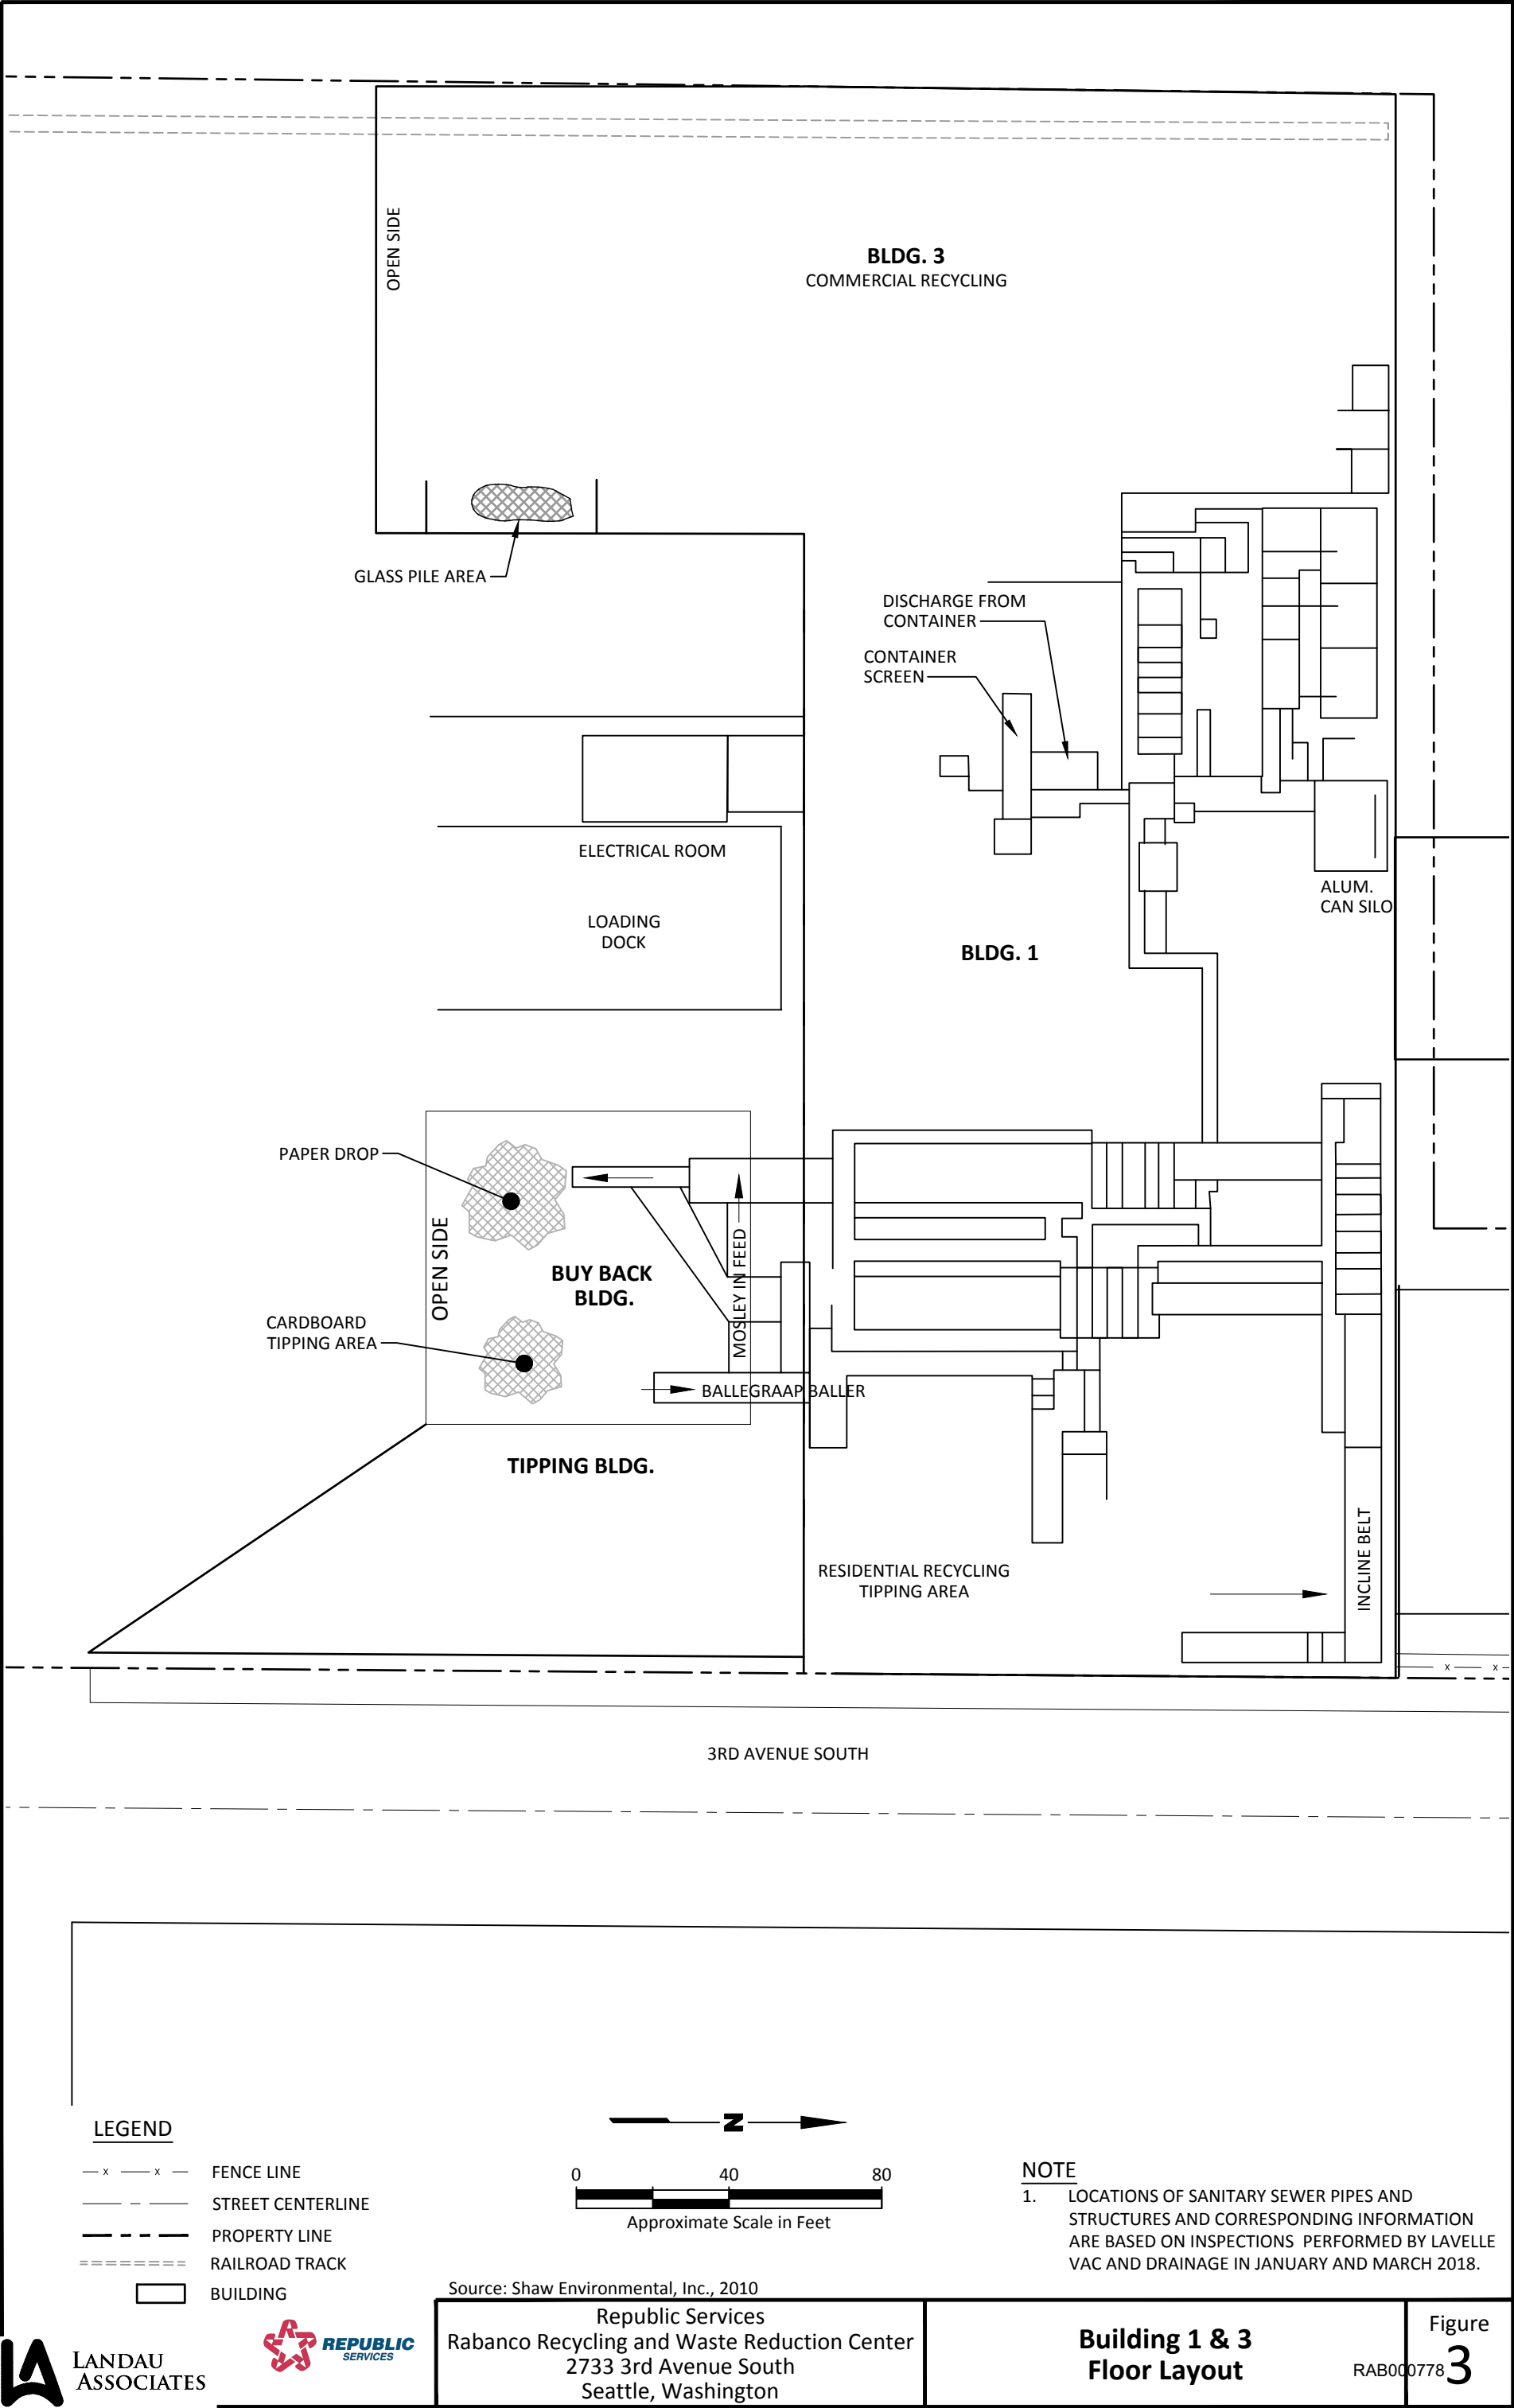 OPEN SIDE
BLDG. 3
COMMERCIAL RECYCLING
GLASS PILE AREA
DISCHARGE FROM
CONTAINER
CONTAINER
SCREEN
ELECTRICAL ROOM
LOADING
DOCK
ALUM.
CAN SILO
BLDG. 1
PAPER DROP
OPEN SIDE
BUY BACK
BLDG.
MOSLEY IN FEED
CARDBOARD
TIPPING AREA
BALLEGRAAP BALLER
TIPPING BLDG.
RESIDENTIAL RECYCLING
TIPPING AREA
INCLINE BELT
x x
3RD AVENUE SOUTH
LEGEND
x x FENCE LINE
STREET CENTERLINE
PROPERTY LINE
RAILROAD TRACK
BUILDING
N
0 40 80
Approximate Scale in Feet
NOTE
1. LOCATIONS OF SANITARY SEWER PIPES AND
STRUCTURES AND CORRESPONDING INFORMATION
ARE BASED ON INSPECTIONS PERFORMED BY LAVELLE
VAC AND DRAINAGE IN JANUARY AND MARCH 2018.
Source: Shaw Environmental, Inc., 2010
LA LANDAU
ASSOCIATES
REPUBLIC
SERVICES
Republic Services
Rabanco Recycling and Waste Reduction Center
2733 3rd Avenue South
Seattle, Washington
Building 1 & 3
Floor Layout
Figure
3
RAB000778